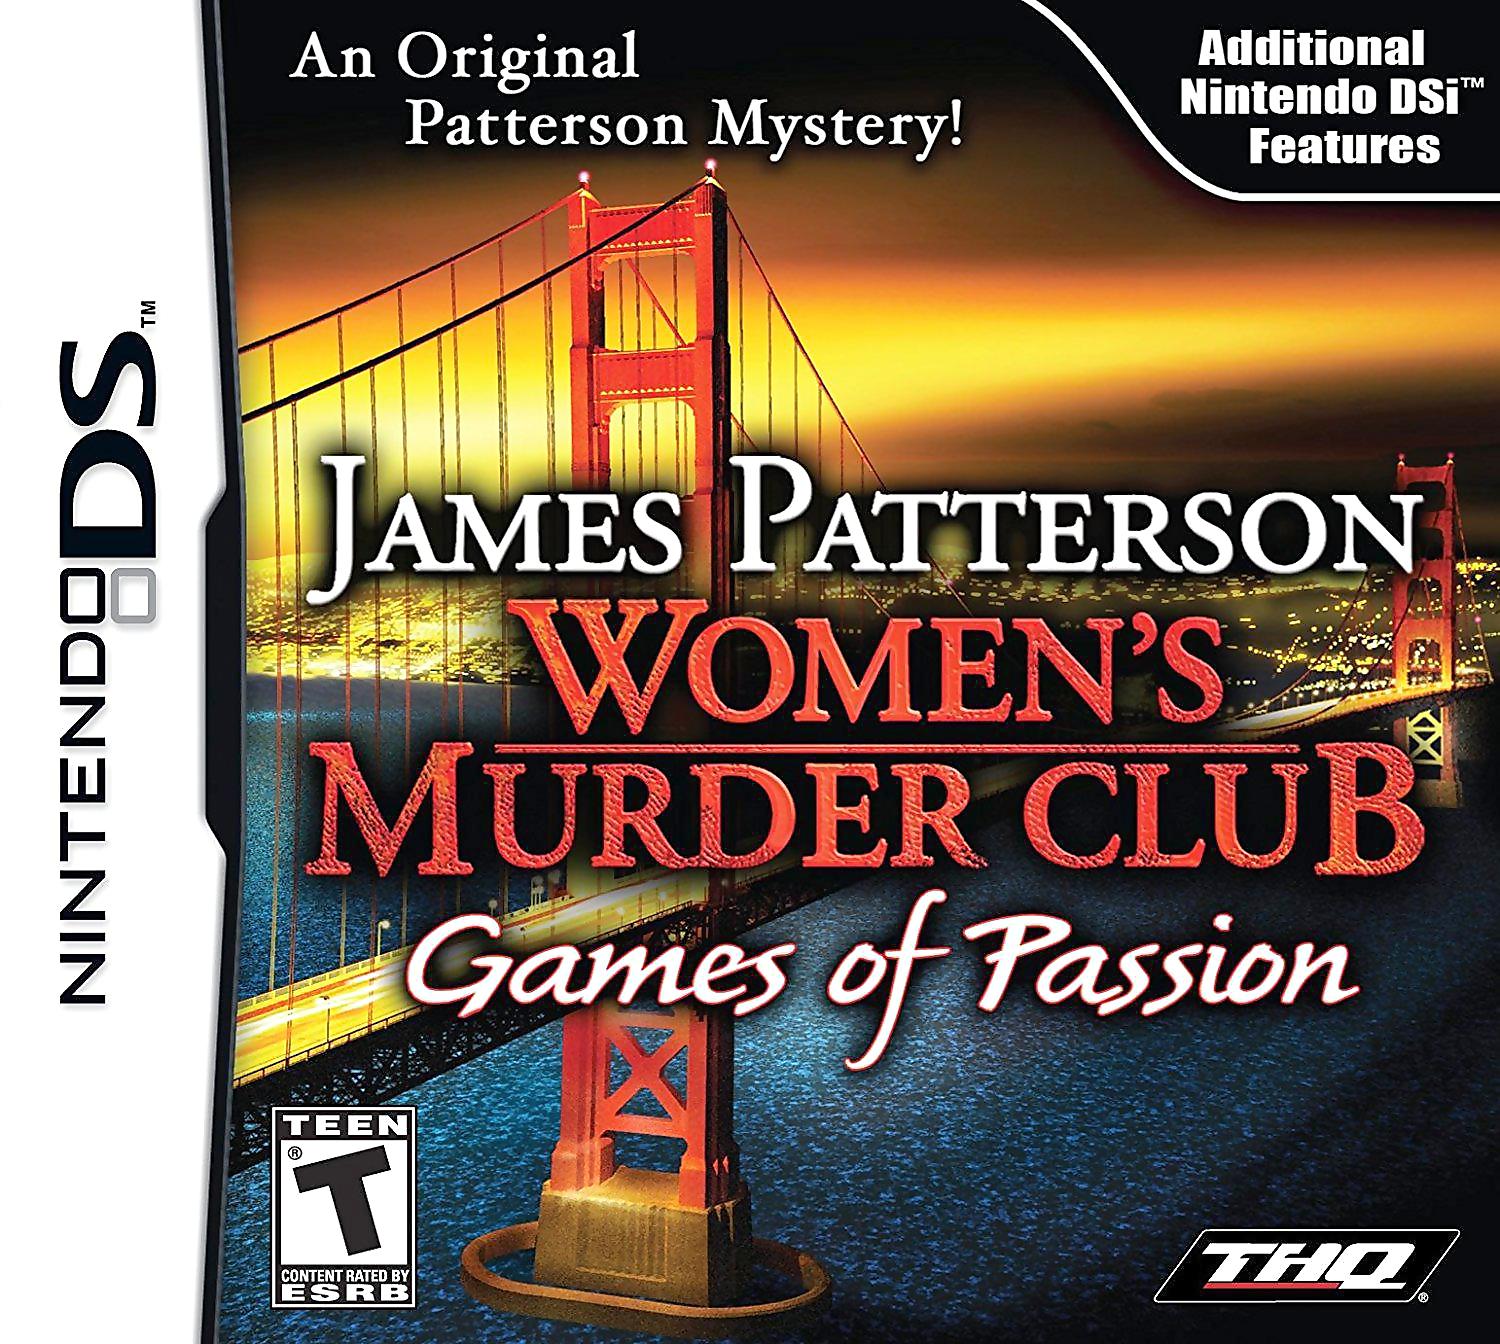 An Original
Patterson Mystery!
Additional
Nintendo DSi™
Features
NINTENDO DS™
JAMES PATTERSON
WOMEN'S
MURDER CLUB
Games of Passion
TEEN
T®
CONTENT RATED BY
ESRB
THQ®